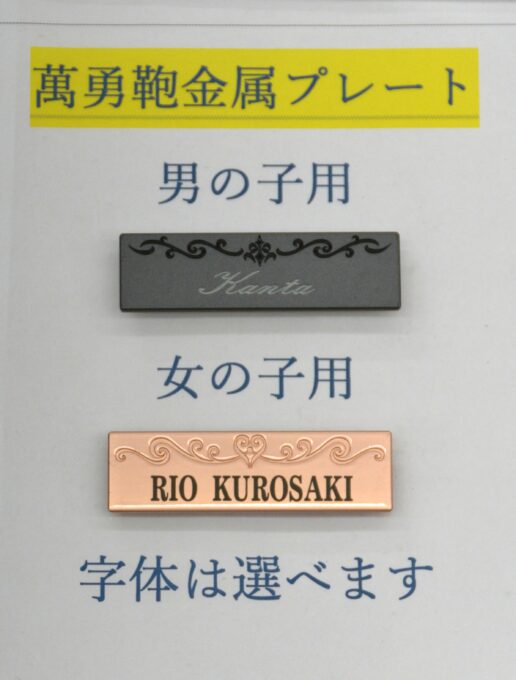 萬勇鞄金属プレート
男の子用
Kanta
女の子用
RIO KUROSAKI
字体は選べます